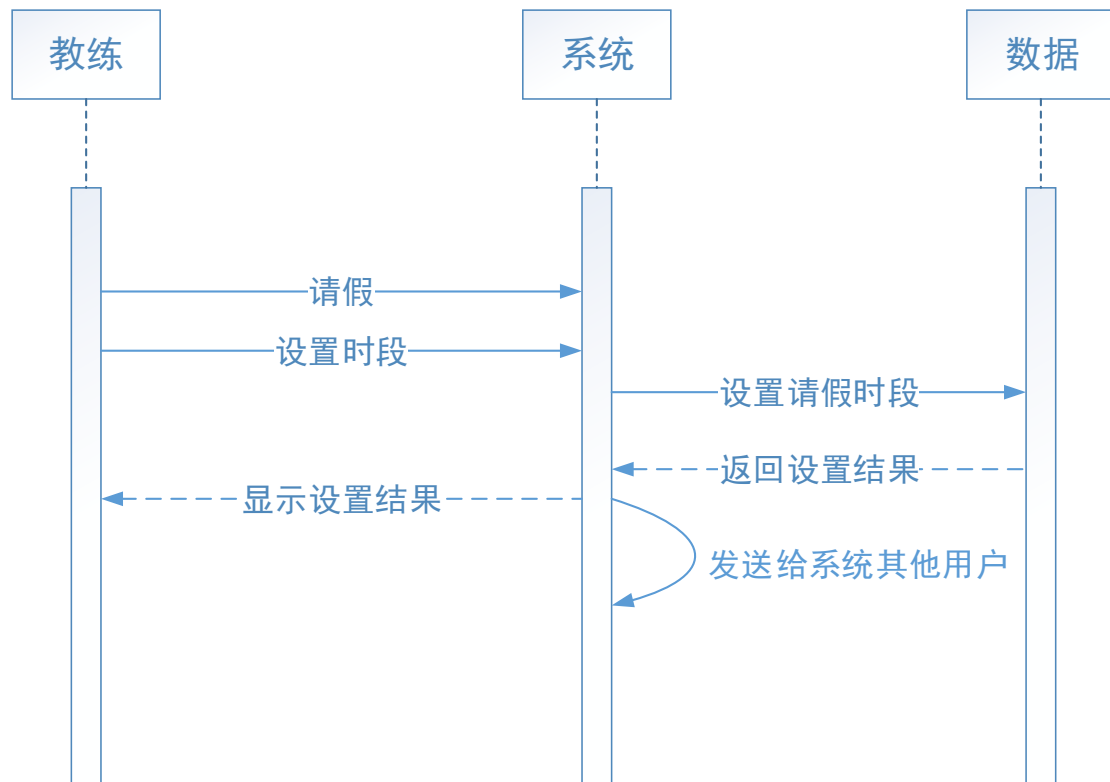 教练
系统
数据
请假
设置时段
设置请假时段
返回设置结果
显示设置结果
发送给系统其他用户